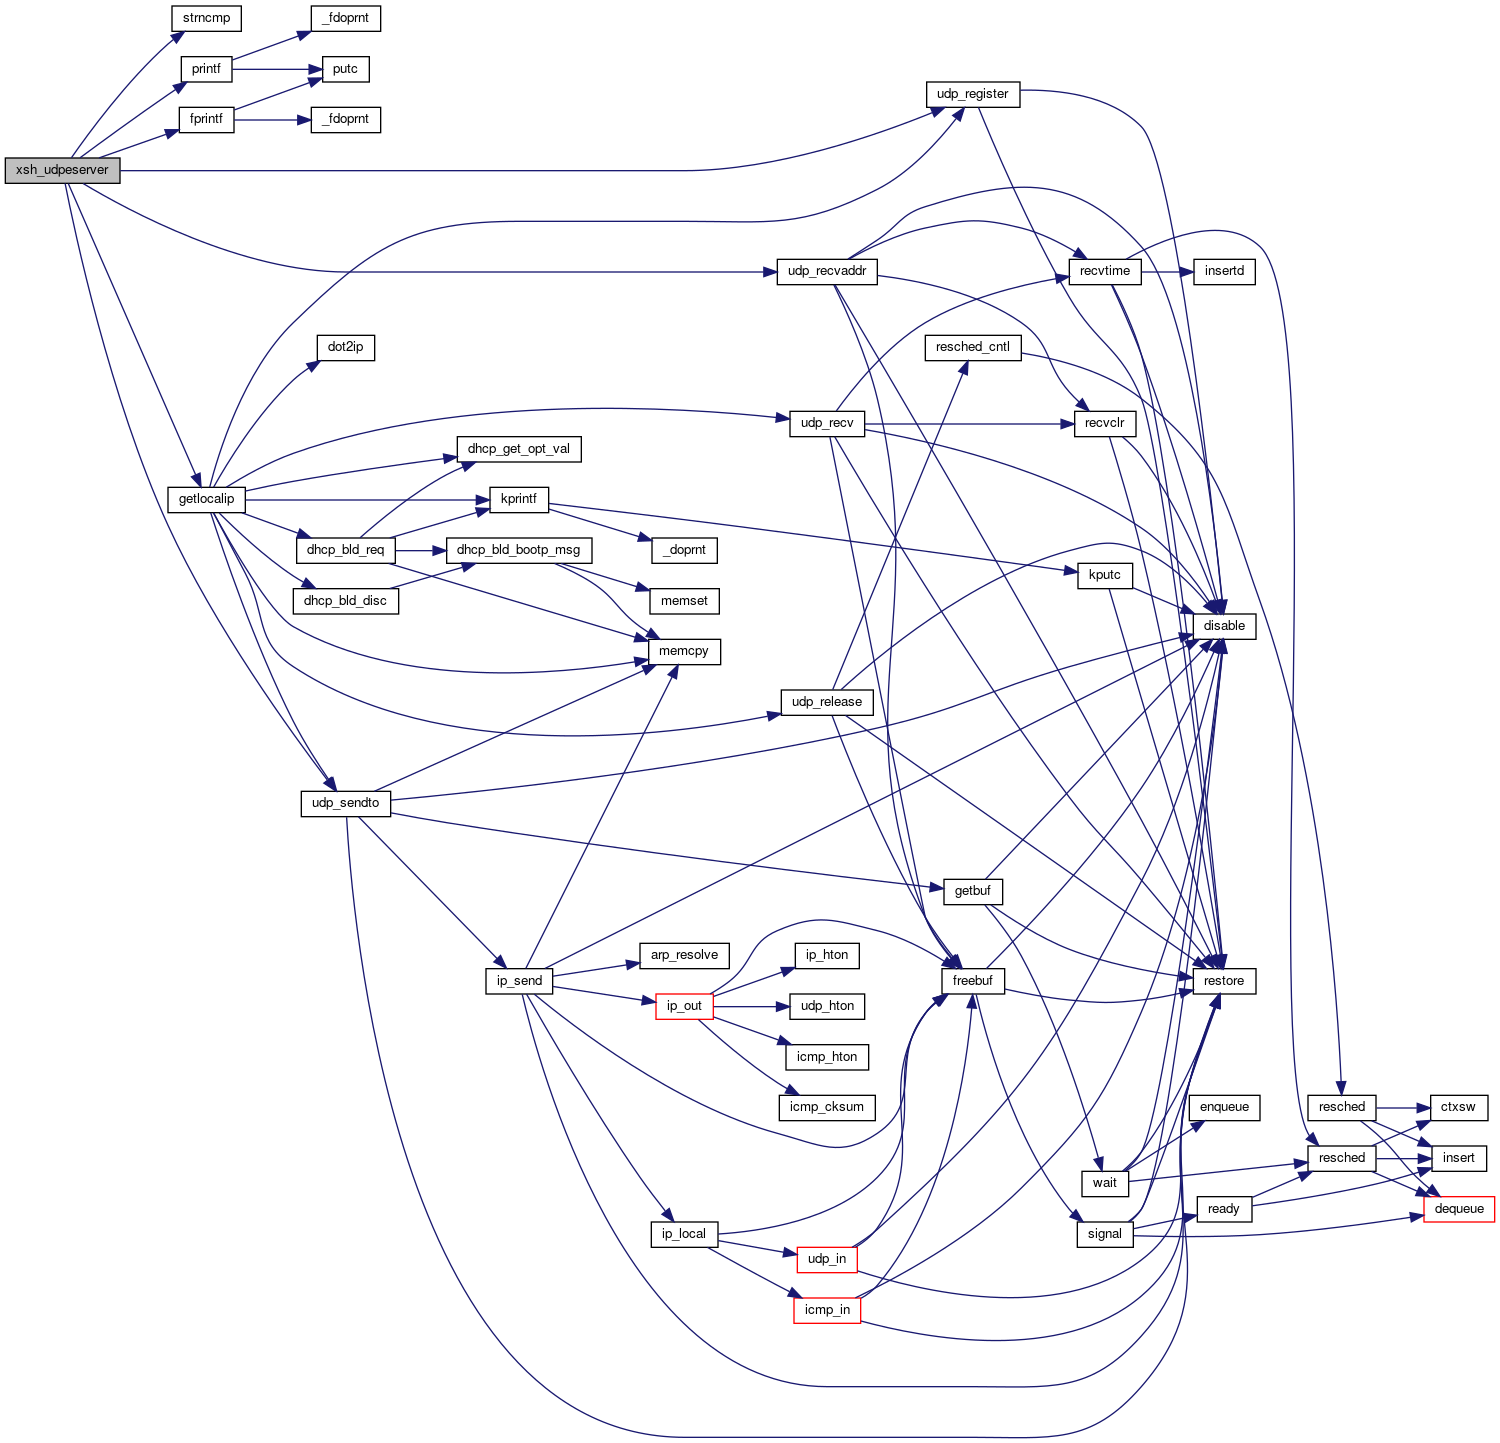 strncmp
_fdoprnt
printf
putc
udp_register
fprintf
_fdoprnt
xsh_udpeserver
udp_recvaddr
recvtime
insertd
dot2ip
resched_cntl
udp_recv
recvclr
dhcp_get_opt_val
getlocalip
kprintf
dhcp_bld_req
dhcp_bld_bootp_msg
_doprnt
kputc
dhcp_bld_disc
memset
disable
memcpy
udp_release
udp_sendto
getbuf
arp_resolve
ip_hton
ip_send
freebuf
restore
ip_out
udp_hton
icmp_hton
icmp_cksum
enqueue
resched
ctxsw
resched
insert
wait
ready
dequeue
ip_local
signal
udp_in
icmp_in